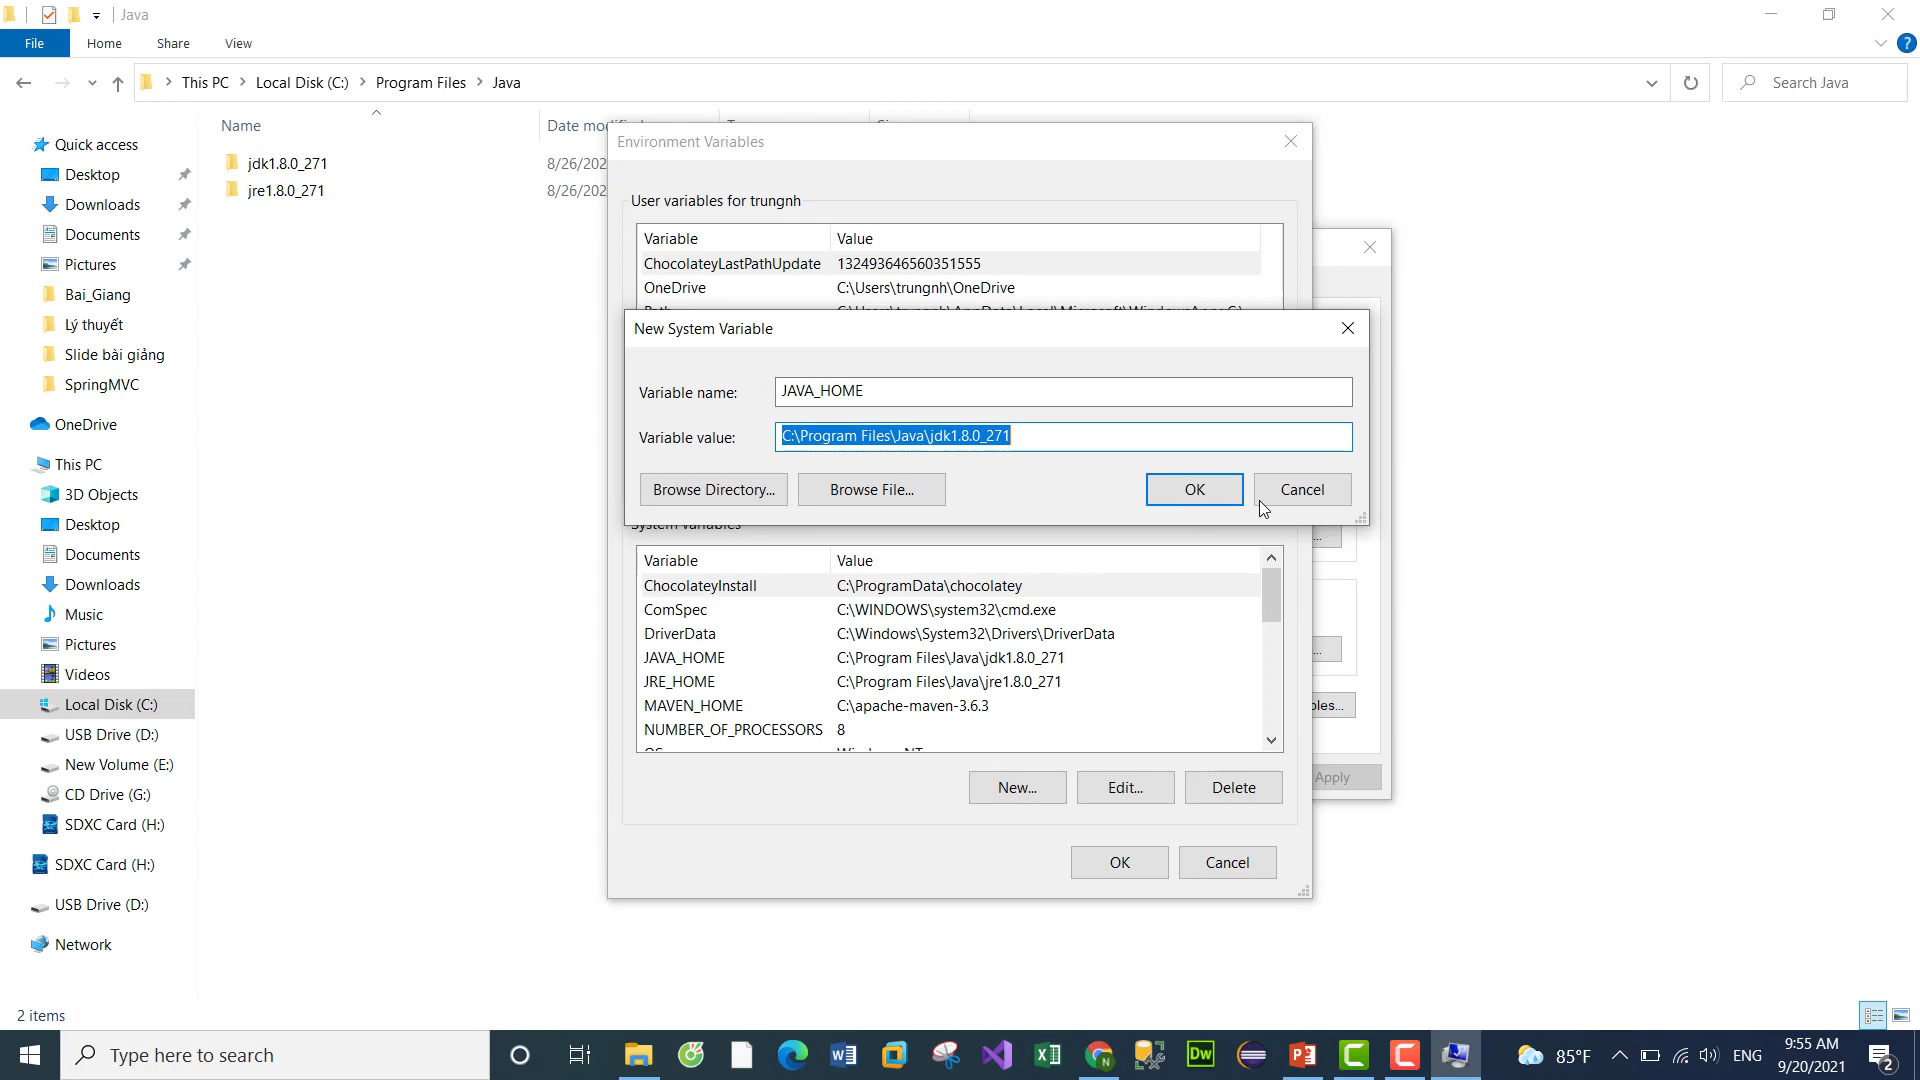 Java
File
Home
Share
View
This PC
Local Disk (C:)
Program Files
Java
Search Java
Name
jdk1.8.0_271
8/26/202
jre1.8.0_271
8/26/202
Quick access
Desktop
Downloads
Documents
Pictures
Bai_Giang
Lý thuyết
Slide bài giảng
SpringMVC
OneDrive
This PC
3D Objects
Desktop
Documents
Downloads
Music
Pictures
Videos
Local Disk (C:)
USB Drive (D:)
New Volume (E:)
CD Drive (G:)
SDXC Card (H:)
SDXC Card (H:)
USB Drive (D:)
Network
2 items
Environment Variables
User variables for trungnh
Variable
Value
ChocolateyLastPathUpdate
132493646560351555
OneDrive
C:\Users\trungnh\OneDrive
New System Variable
Variable name:
JAVA_HOME
Variable value:
C:\Program Files\Java\jdk1.8.0_271
Browse Directory...
Browse File...
OK
Cancel
System variables
Variable
Value
ChocolateyInstall
C:\ProgramData\chocolatey
ComSpec
C:\WINDOWS\system32\cmd.exe
DriverData
C:\Windows\System32\Drivers\DriverData
JAVA_HOME
C:\Program Files\Java\jdk1.8.0_271
JRE_HOME
C:\Program Files\Java\jre1.8.0_271
MAVEN_HOME
C:\apache-maven-3.6.3
NUMBER_OF_PROCESSORS
8
New...
Edit...
Delete
OK
Cancel
...
...
bles...
Apply
Type here to search
Dw
85°F
ENG
9:55 AM
9/20/2021
2